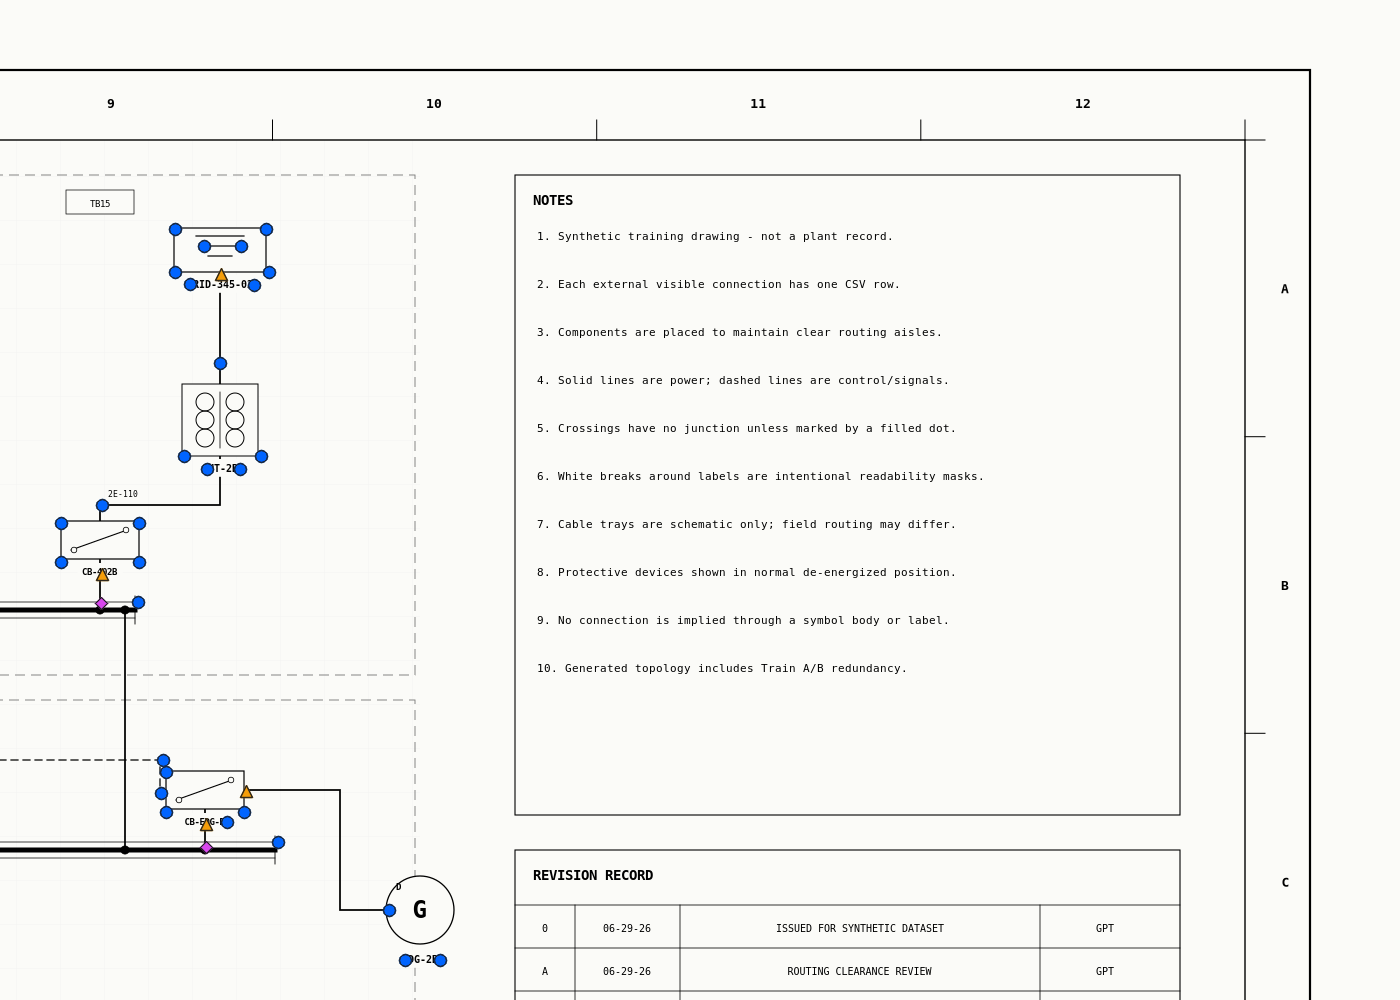 9 10 11 12
TB15
2E-110
A
B
C
D
G
NOTES
1. Synthetic training drawing - not a plant record.
2. Each external visible connection has one CSV row.
3. Components are placed to maintain clear routing aisles.
4. Solid lines are power; dashed lines are control/signals.
5. Crossings have no junction unless marked by a filled dot.
6. White breaks around labels are intentional readability masks.
7. Cable trays are schematic only; field routing may differ.
8. Protective devices shown in normal de-energized position.
9. No connection is implied through a symbol body or label.
10. Generated topology includes Train A/B redundancy.
REVISION RECORD
0 06-29-26 ISSUED FOR SYNTHETIC DATASET GPT
A 06-29-26 ROUTING CLEARANCE REVIEW GPT